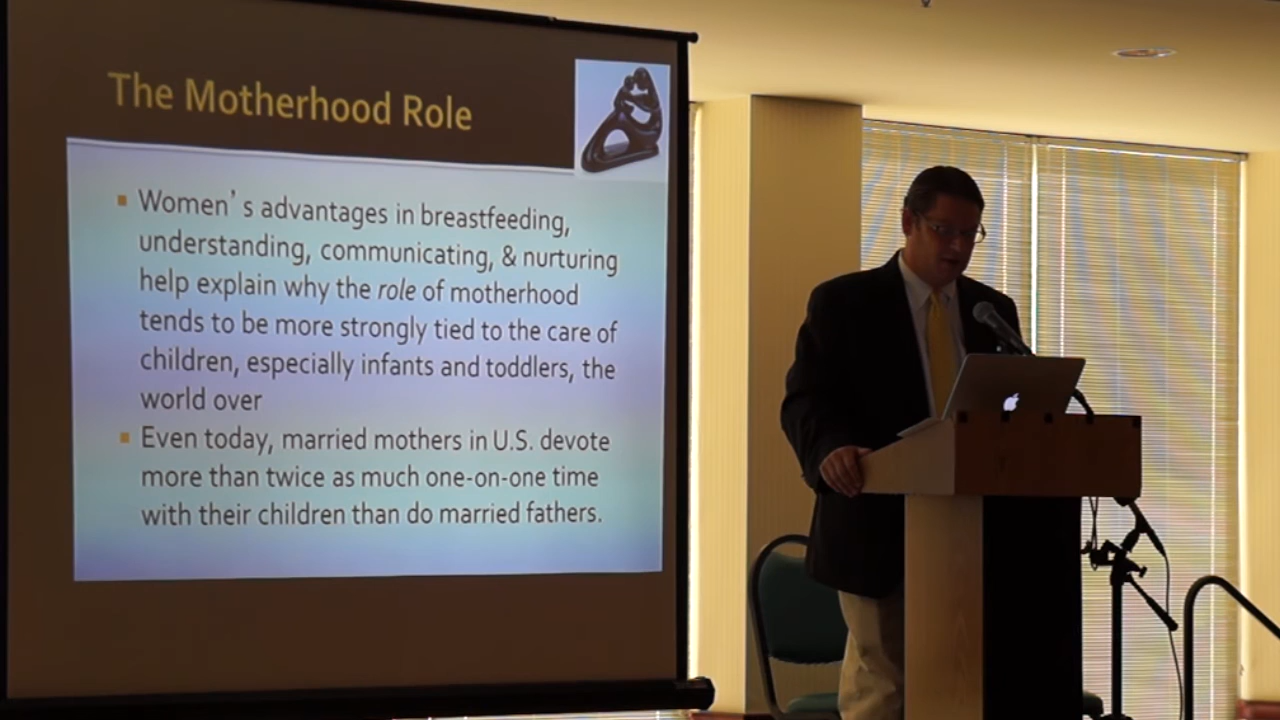 The Motherhood Role
▪ Women’ s advantages in breastfeeding,
understanding, communicating, & nurturing
help explain why the role of motherhood
tends to be more strongly tied to the care of
children, especially infants and toddlers, the
world over
▪ Even today, married mothers in U.S. devote
more than twice as much one-on-one time
with their children than do married fathers.